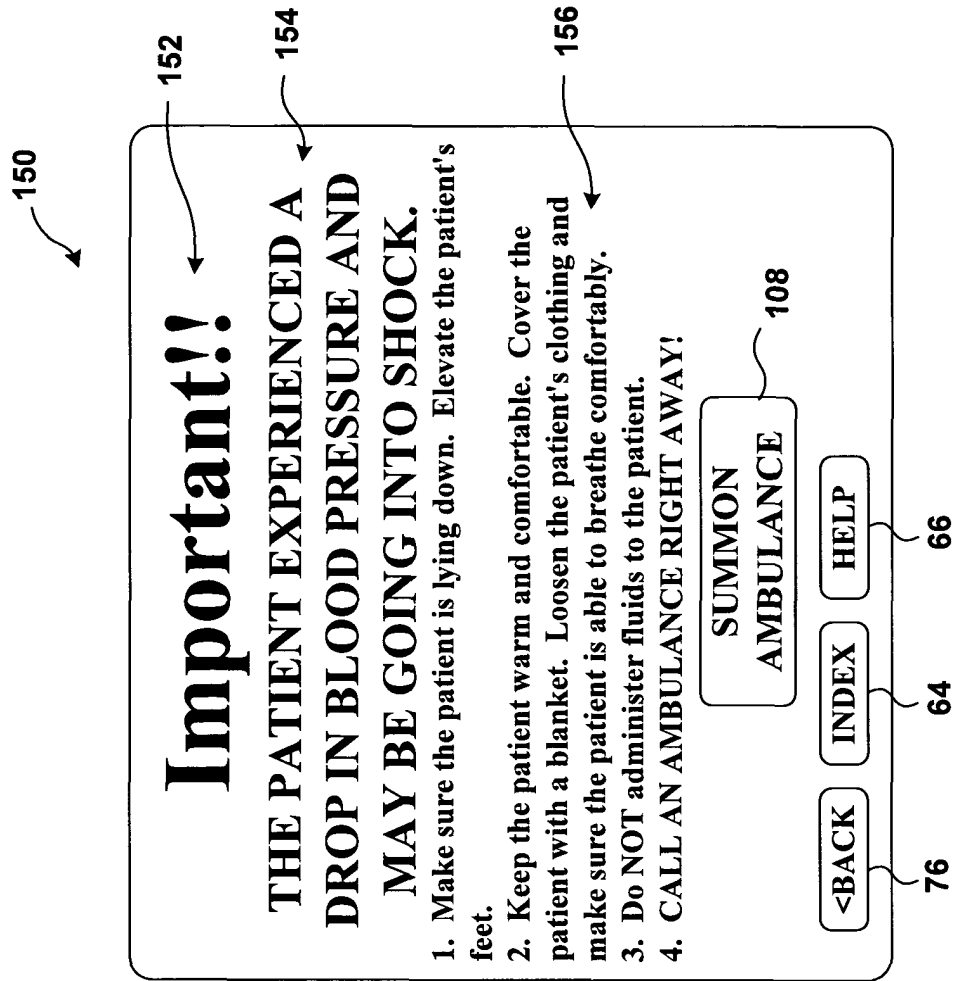 150
152
Important!!
154
THE PATIENT EXPERIENCED A
DROP IN BLOOD PRESSURE AND
MAY BE GOING INTO SHOCK.
1. Make sure the patient is lying down. Elevate the patient's
feet.
2. Keep the patient warm and comfortable. Cover the
patient with a blanket. Loosen the patient's clothing and
make sure the patient is able to breathe comfortably.
156
3. Do NOT administer fluids to the patient.
4. CALL AN AMBULANCE RIGHT AWAY!
SUMMON
AMBULANCE
108
<BACK
INDEX
HELP
76
64
66